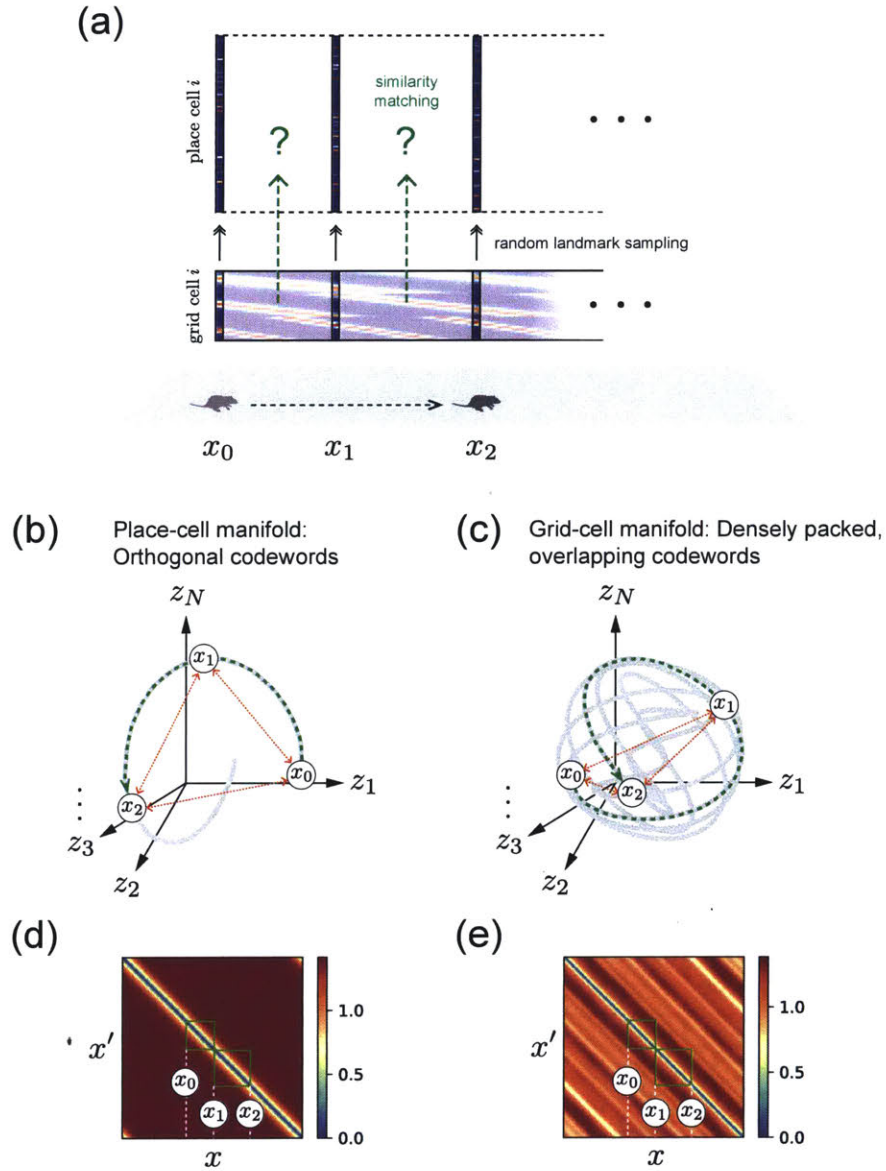 (a)
place cell i
similarity
matching
?
?
• • •
random landmark sampling
grid cell i
• • •
x₀
x₁
x₂
(b)
Place-cell manifold:
Orthogonal codewords
z_N
x₁
x₀
z₁
x₂
z₃
z₂
(c)
Grid-cell manifold: Densely packed,
overlapping codewords
z_N
x₁
x₀
z₁
x₂
z₃
z₂
(d)
1.0
x′
0.5
x₀
x₁
x₂
0.0
x
(e)
1.0
x′
0.5
x₀
x₁
x₂
0.0
x